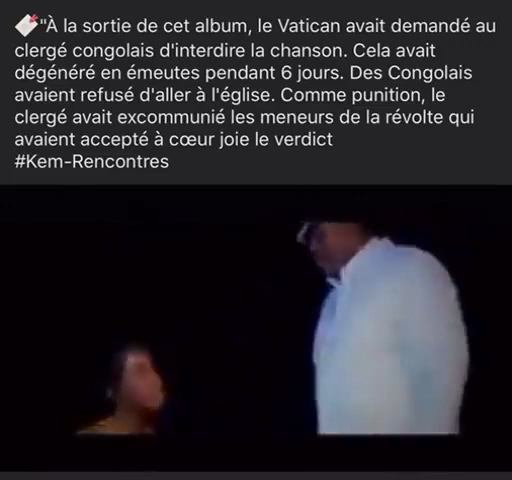 "À la sortie de cet album, le Vatican avait demandé au
clergé congolais d'interdire la chanson. Cela avait
dégénéré en émeutes pendant 6 jours. Des Congolais
avaient refusé d'aller à l'église. Comme punition, le
clergé avait excommunié les meneurs de la révolte qui
avaient accepté à cœur joie le verdict
#Kem-Rencontres